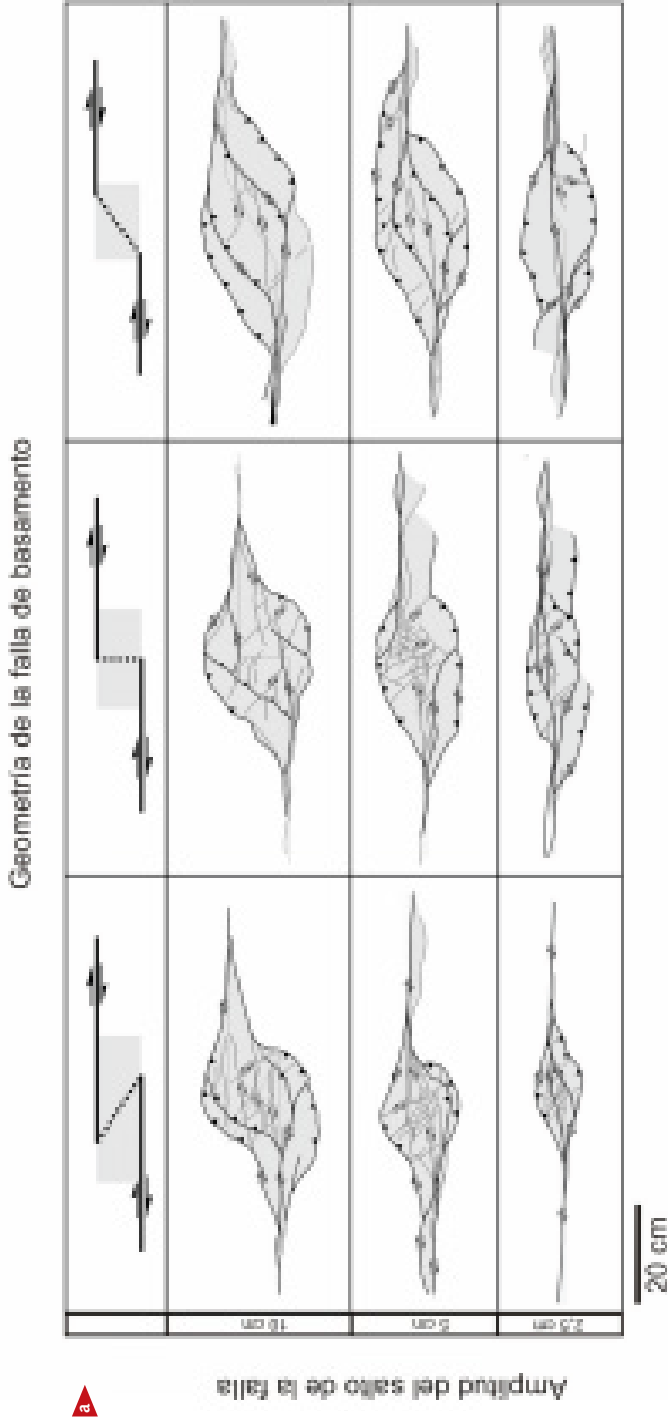 a
Geometría de la falla de basamento
Amplitud del salto de la falla
10 cm
5 cm
2,5 cm
20 cm